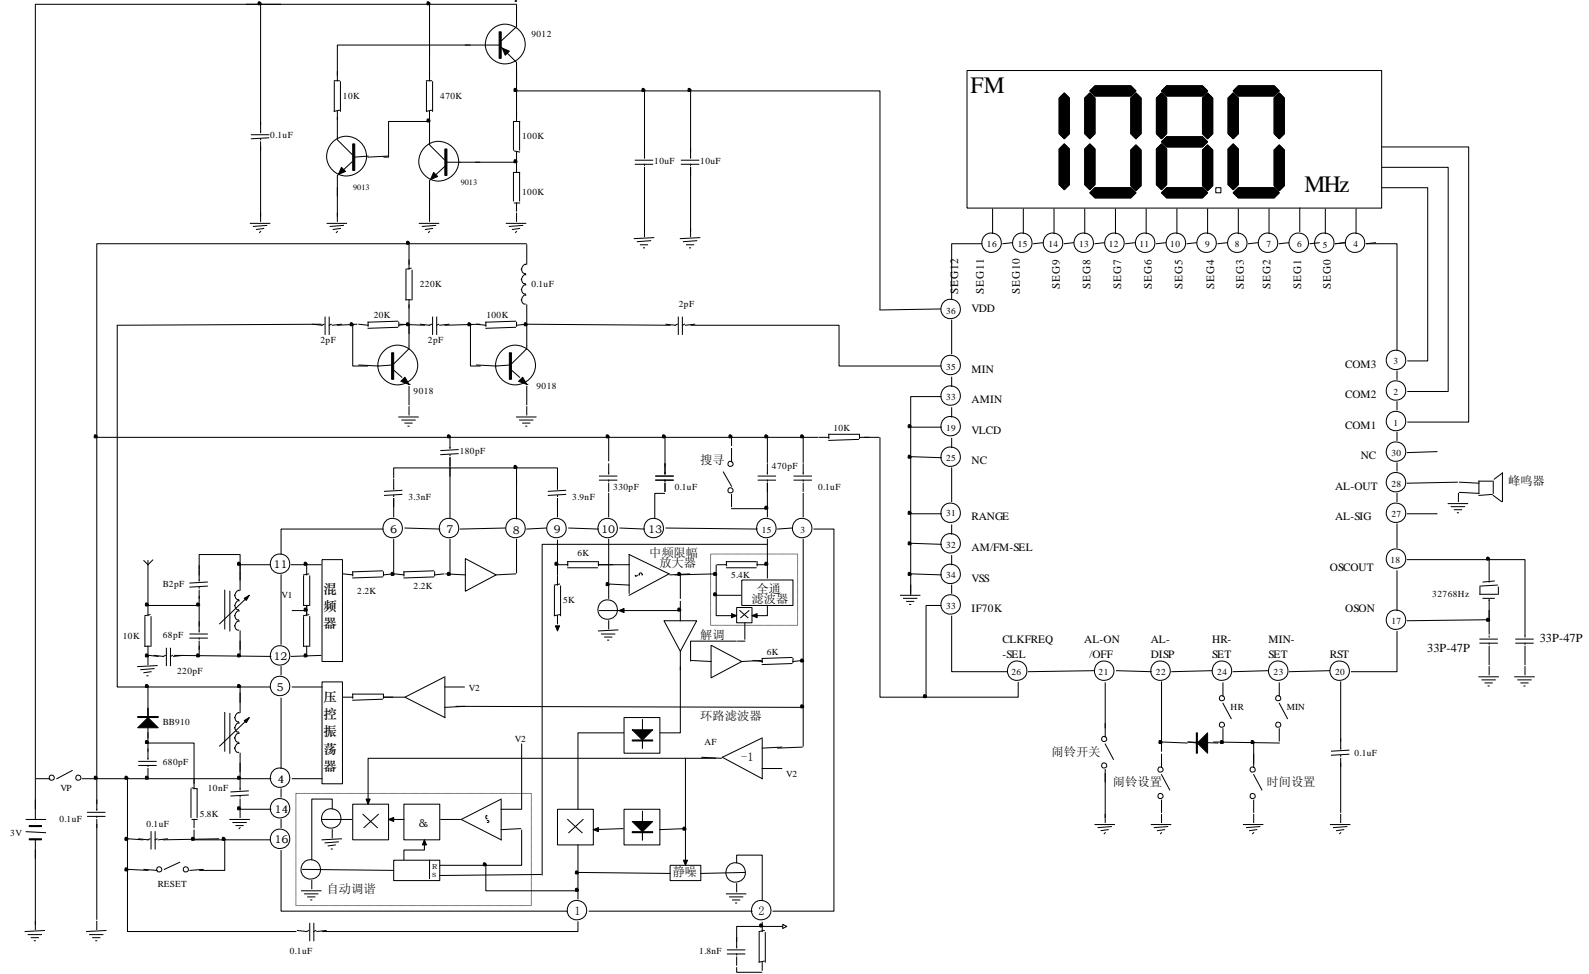 9012
FM
10K
470K
0.1uF
100K
10uF
10uF
9013
9013
100K
MHz
16
15
14
13
12
11
10
9
8
7
6
5
4
SEG12
SEG11
SEG10
SEG9
SEG8
SEG7
SEG6
SEG5
SEG4
SEG3
SEG2
SEG1
SEG0
220K
0.1uF
2pF
36
VDD
20K
100K
2pF
2pF
9018
9018
35
MIN
COM3
3
33
AMIN
COM2
2
19
VLCD
COM1
1
10K
25
NC
NC
30
180pF
搜寻
470pF
AL-OUT
28
峰鸣器
3.3nF
3.9nF
330pF
0.1uF
0.1uF
31
RANGE
AL-SIG
27
6
7
8
9
10
13
15
3
32
AM/FM-SEL
OSCOUT
18
11
6K
中频限幅
放大器
34
VSS
B2pF
V1
混频器
2.2K
2.2K
5.4K
全通
滤波器
32768Hz
5K
33
IF70K
OSON
17
10K
68pF
解调
33P-47P
33P-47P
12
220pF
6K
CLKFREQ
-SEL
AL-ON
/OFF
AL-
DISP
HR-
SET
MIN-
SET
RST
26
21
22
24
23
20
5
压控振荡器
V2
HR
MIN
BB910
环路滤波器
AF
V2
-1
680pF
V2
闹铃开关
0.1uF
VP
4
闹铃设置
时间设置
10nF
14
0.1uF
5.8K
3V
0.1uF
&
16
R
S
静噪
RESET
自动调谐
1
2
0.1uF
1.8nF